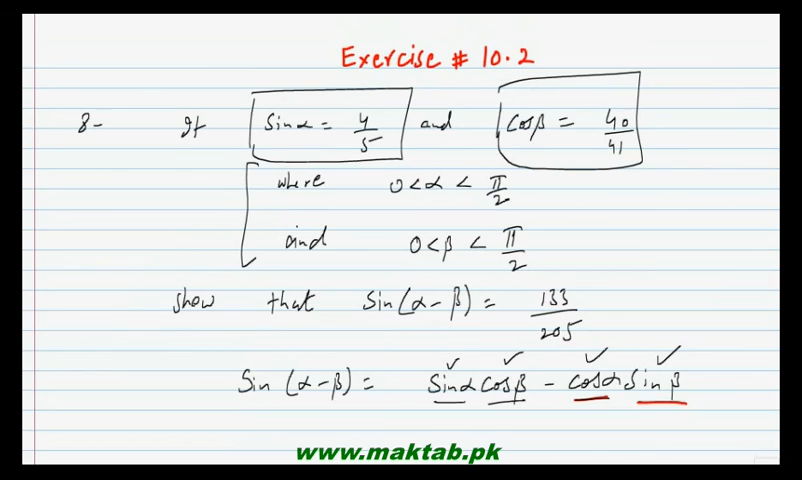 Exercise # 10.2
8- If Sinα = 4/5 and Cosβ = 40/41
where 0 < α < π/2
and 0 < β < π/2
show that Sin(α - β) = 133/205
Sin (α - β) = Sinα Cosβ - Cosα Sin β
www.maktab.pk